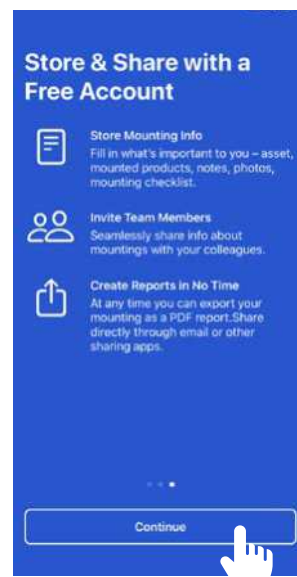 Store & Share with a
Free Account
Store Mounting Info
Fill in what's important to you – asset,
mounted products, notes, photos,
mounting checklist.
Invite Team Members
Seamlessly share info about
mountings with your colleagues.
Create Reports in No Time
At any time you can export your
mounting as a PDF report.Share
directly through email or other
sharing apps.
Continue